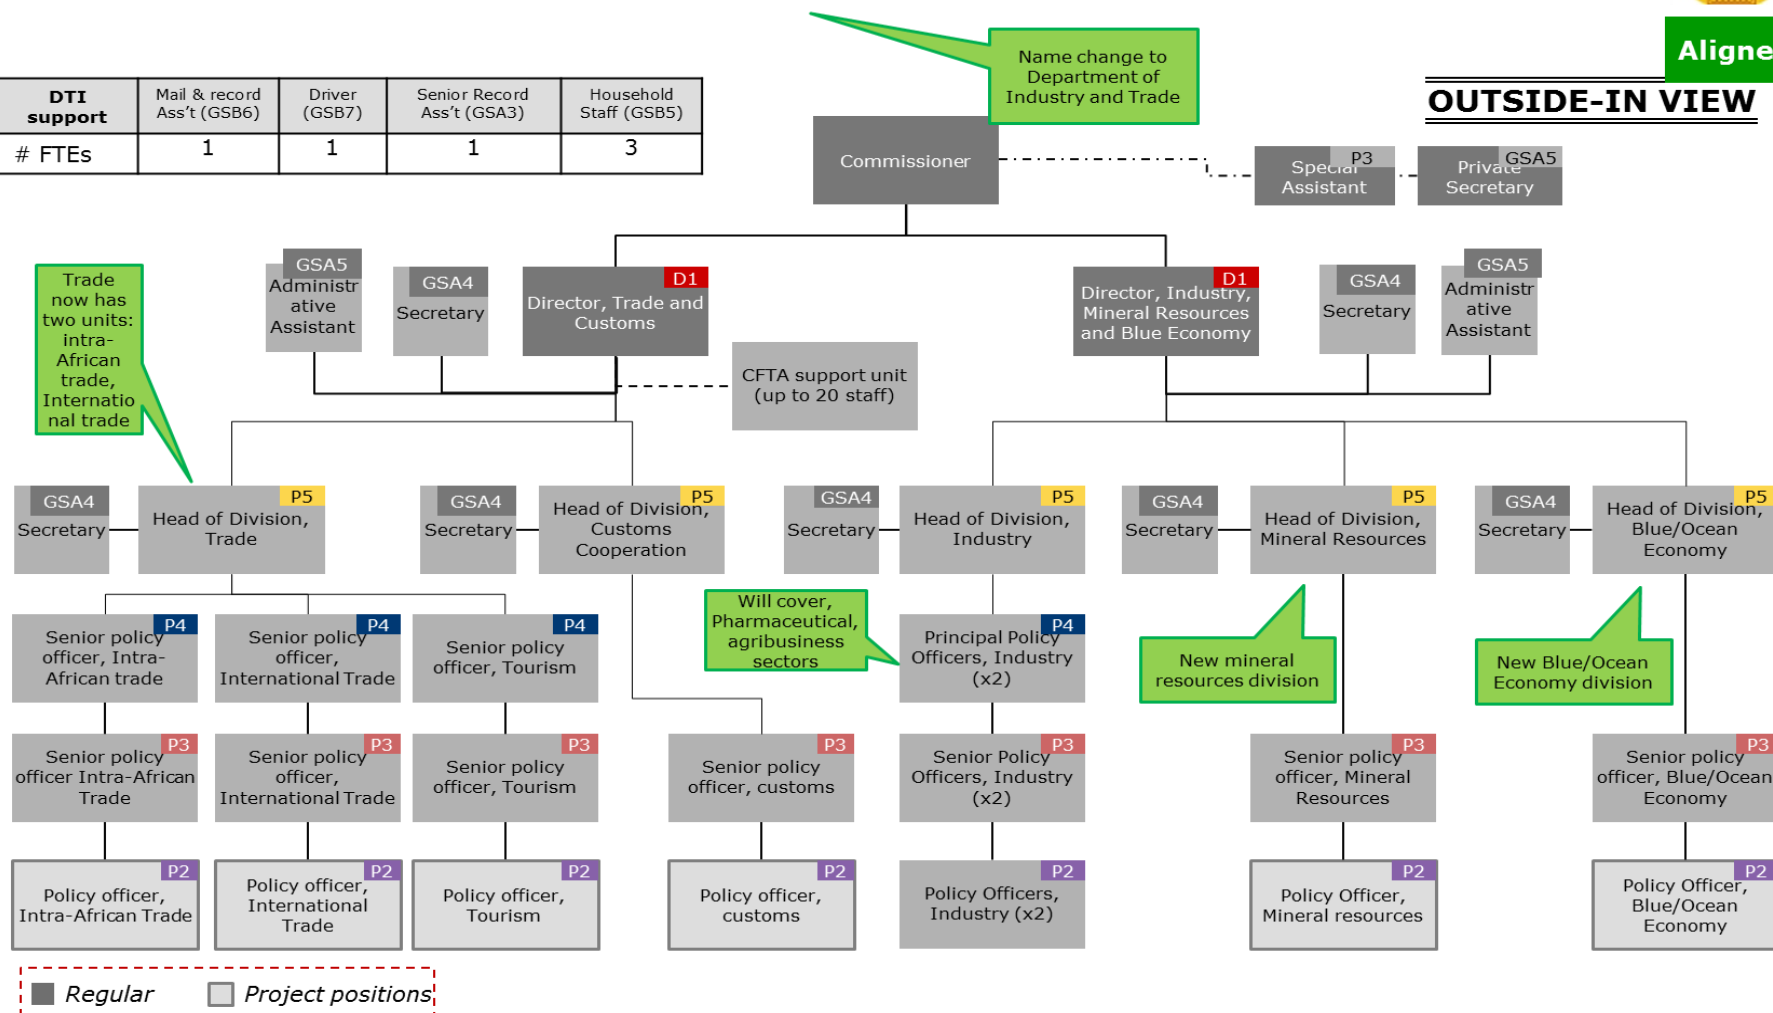 Name change to
Department of
Industry and Trade
Aligne
OUTSIDE-IN VIEW
DTI
support
Mail & record
Ass't (GSB6)
Driver
(GSB7)
Senior Record
Ass't (GSA3)
Household
Staff (GSB5)
# FTEs
1
1
1
3
Commissioner
P3
Special
Assistant
GSA5
Private
Secretary
Trade
now has
two units:
intra-
African
trade,
Internatio
nal trade
GSA5
Administr
ative
Assistant
GSA4
Secretary
D1
Director, Trade and
Customs
D1
Director, Industry,
Mineral Resources
and Blue Economy
GSA4
Secretary
GSA5
Administr
ative
Assistant
CFTA support unit
(up to 20 staff)
GSA4
Secretary
P5
Head of Division,
Trade
GSA4
Secretary
P5
Head of Division,
Customs
Cooperation
GSA4
Secretary
P5
Head of Division,
Industry
GSA4
Secretary
P5
Head of Division,
Mineral Resources
GSA4
Secretary
P5
Head of Division,
Blue/Ocean
Economy
P4
Senior policy
officer, Intra-
African trade
P4
Senior policy
officer,
International Trade
P4
Senior policy
officer, Tourism
Will cover,
Pharmaceutical,
agribusiness
sectors
P4
Principal Policy
Officers, Industry
(x2)
New mineral
resources division
New Blue/Ocean
Economy division
P3
Senior policy
officer Intra-African
Trade
P3
Senior policy
officer,
International Trade
P3
Senior policy
officer, Tourism
P3
Senior policy
officer, customs
P3
Senior Policy
Officers, Industry
(x2)
P3
Senior policy
officer, Mineral
Resources
P3
Senior policy
officer, Blue/Ocean
Economy
P2
Policy officer,
Intra-African Trade
P2
Policy officer,
International
Trade
P2
Policy officer,
Tourism
P2
Policy officer,
customs
P2
Policy Officers,
Industry (x2)
P2
Policy Officer,
Mineral resources
P2
Policy Officer,
Blue/Ocean
Economy
Regular
Project positions